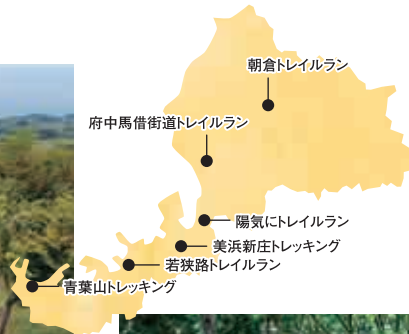 朝倉トレイルラン
府中馬借街道トレイルラン
陽気にトレイルラン
美浜新庄トレッキング
若狭路トレイルラン
青葉山トレッキング